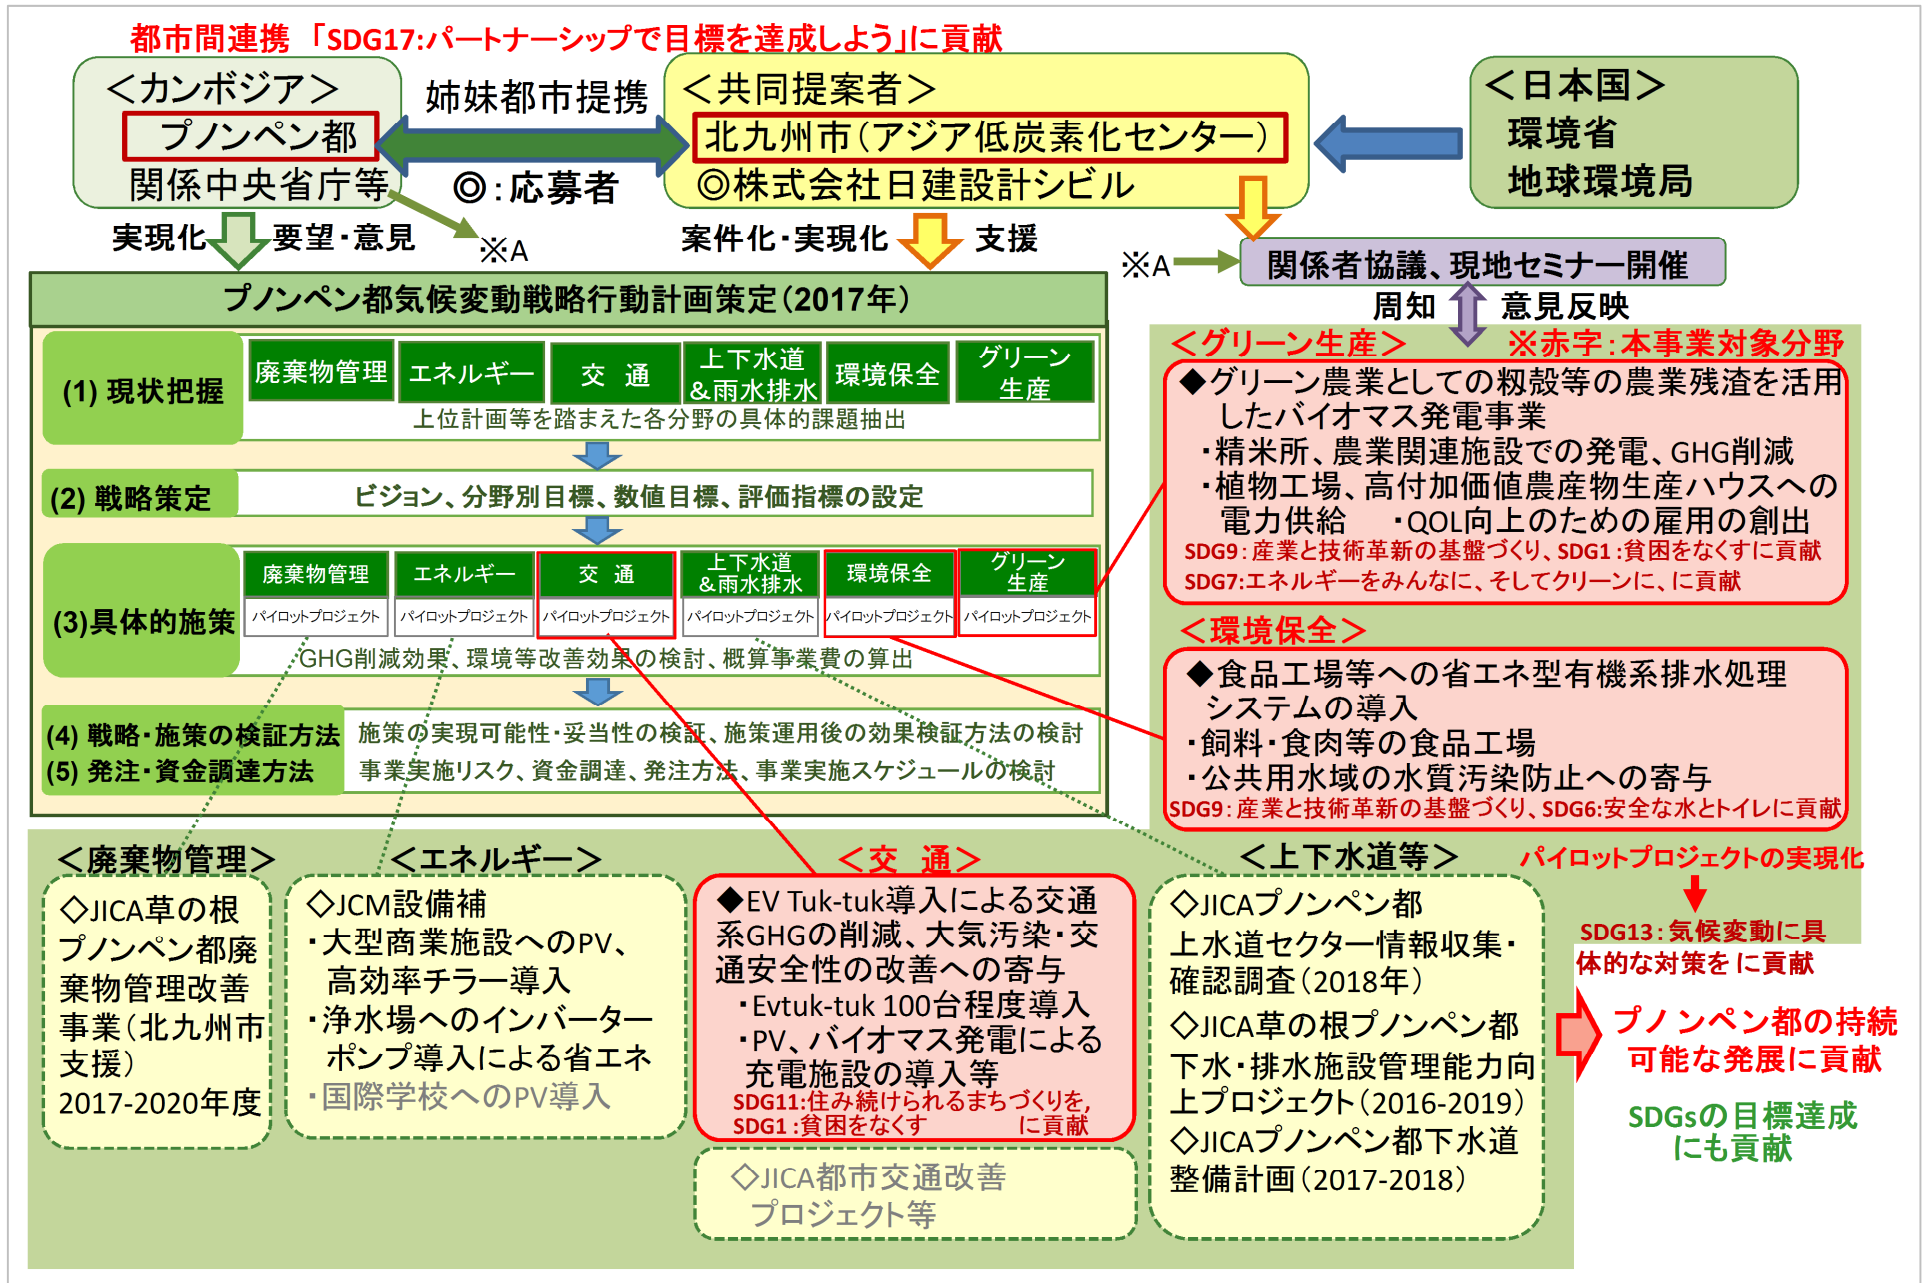 都市間連携 「SDG17:パートナーシップで目標を達成しよう」に貢献
＜カンボジア＞
プノンペン都
関係中央省庁等
姉妹都市提携
◎：応募者
＜共同提案者＞
北九州市（アジア低炭素化センター）
◎株式会社日建設計シビル
＜日本国＞
環境省
地球環境局
実現化
要望・意見
※A
案件化・実現化
支援
※A
関係者協議、現地セミナー開催
周知
意見反映
プノンペン都気候変動戦略行動計画策定（2017年）
(1) 現状把握
廃棄物管理
エネルギー
交 通
上下水道
＆雨水排水
環境保全
グリーン
生産
上位計画等を踏まえた各分野の具体的課題抽出
(2) 戦略策定
ビジョン、分野別目標、数値目標、評価指標の設定
(3)具体的施策
廃棄物管理
エネルギー
交 通
上下水道
＆雨水排水
環境保全
グリーン
生産
パイロットプロジェクト
パイロットプロジェクト
パイロットプロジェクト
パイロットプロジェクト
パイロットプロジェクト
パイロットプロジェクト
GHG削減効果、環境等改善効果の検討、概算事業費の算出
(4) 戦略・施策の検証方法
(5) 発注・資金調達方法
施策の実現可能性・妥当性の検証、施策運用後の効果検証方法の検討
事業実施リスク、資金調達、発注方法、事業実施スケジュールの検討
＜グリーン生産＞
※赤字：本事業対象分野
◆グリーン農業としての籾殻等の農業残渣を活用
したバイオマス発電事業
・精米所、農業関連施設での発電、GHG削減
・植物工場、高付加価値農産物生産ハウスへの
電力供給 ・QOL向上のための雇用の創出
SDG9：産業と技術革新の基盤づくり、SDG1：貧困をなくすに貢献
SDG7:エネルギーをみんなに、そしてクリーンに、に貢献
＜環境保全＞
◆食品工場等への省エネ型有機系排水処理
システムの導入
・飼料・食肉等の食品工場
・公共用水域の水質汚染防止への寄与
SDG9：産業と技術革新の基盤づくり、SDG6:安全な水とトイレに貢献
＜廃棄物管理＞
◇JICA草の根
プノンペン都廃
棄物管理改善
事業（北九州市
支援）
2017-2020年度
＜エネルギー＞
◇JCM設備補
・大型商業施設へのPV、
高効率チラー導入
・浄水場へのインバーター
ポンプ導入による省エネ
・国際学校へのPV導入
＜交 通＞
◆EV Tuk-tuk導入による交通
系GHGの削減、大気汚染・交
通安全性の改善への寄与
・Evtuk-tuk 100台程度導入
・PV、バイオマス発電による
充電施設の導入等
SDG11:住み続けられるまちづくりを,
SDG1：貧困をなくす に貢献
◇JICA都市交通改善
プロジェクト等
＜上下水道等＞
◇JICAプノンペン都
上水道セクター情報収集・
確認調査（2018年）
◇JICA草の根プノンペン都
下水・排水施設管理能力向
上プロジェクト（2016-2019）
◇JICAプノンペン都下水道
整備計画（2017-2018）
パイロットプロジェクトの実現化
SDG13：気候変動に具
体的な対策を に貢献
プノンペン都の持続
可能な発展に貢献
SDGsの目標達成
にも貢献